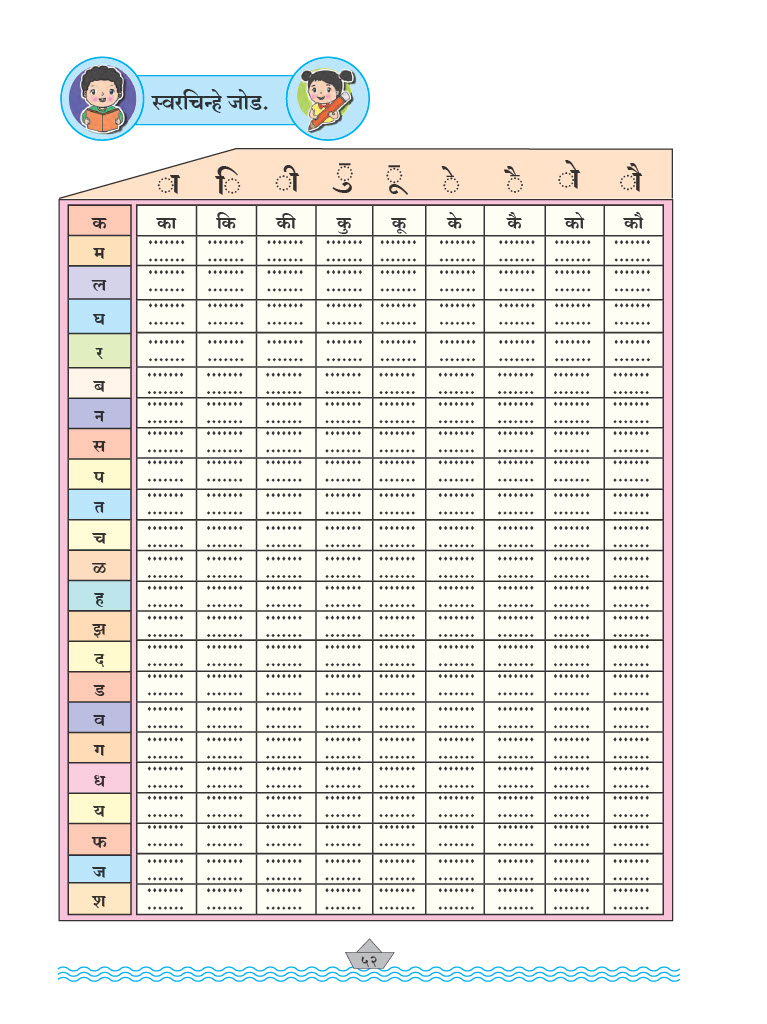 स्वरचिन्हे जोड.
ा ि ी ु ू े ै ो ौ
क का कि की कु कू के कै को कौ
म
ल
घ
र
ब
न
स
प
त
च
ळ
ह
झ
द
ड
व
ग
ध
य
फ
ज
श
५२